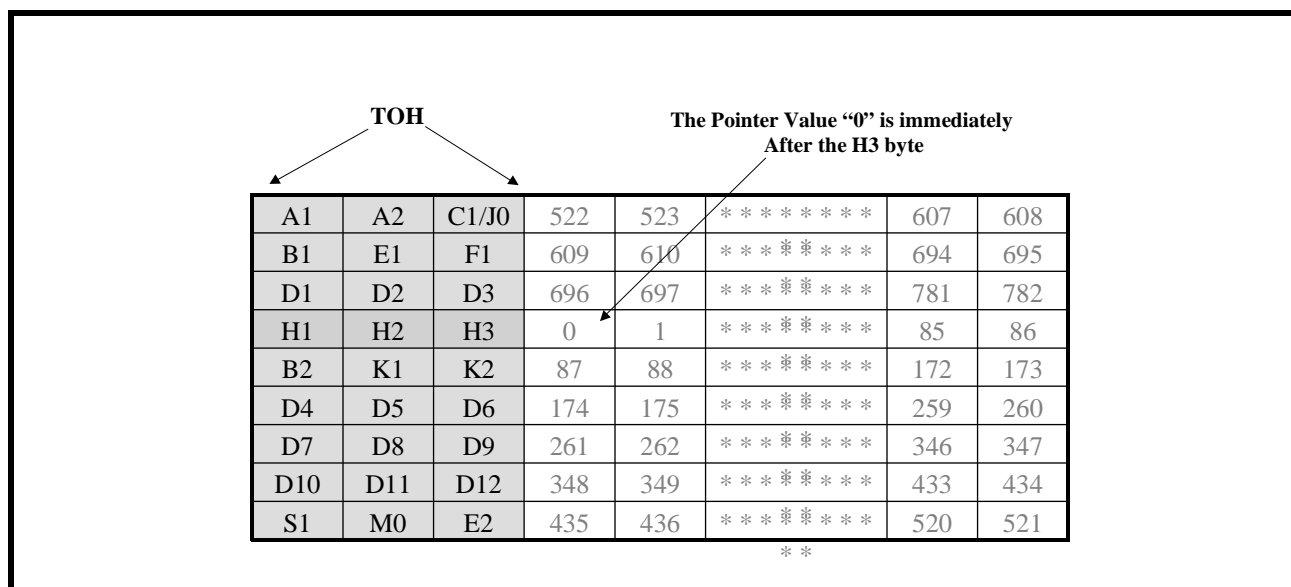 TOH
The Pointer Value “0” is immediately
After the H3 byte
A1 A2 C1/J0 522 523 * * * * * * * * 607 608
B1 E1 F1 609 610 * * * * * * * * 694 695
D1 D2 D3 696 697 * * * * * * * * 781 782
H1 H2 H3 0 1 * * * * * * * * 85 86
B2 K1 K2 87 88 * * * * * * * * 172 173
D4 D5 D6 174 175 * * * * * * * * 259 260
D7 D8 D9 261 262 * * * * * * * * 346 347
D10 D11 D12 348 349 * * * * * * * * 433 434
S1 M0 E2 435 436 * * * * * * * * 520 521
* *